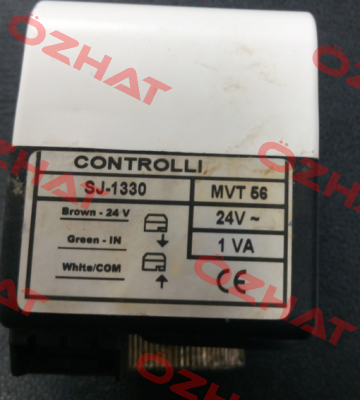 CONTROLLI
SJ-1330
MVT 56
Brown - 24 V
24V ~
Green - IN
1 VA
White/COM
CE
ÖZHAT
ÖZHAT
ÖZHAT
ÖZHAT
ÖZHAT